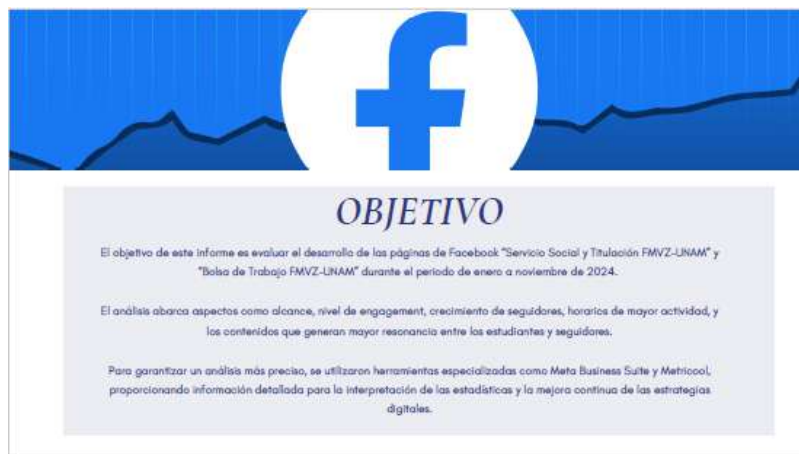 OBJETIVO
El objetivo de este informe es evaluar el desarrollo de las páginas de Facebook "Servicio Social y Titulación FMVZ-UNAM" y
"Bolsa de Trabajo FMVZ-UNAM" durante el periodo de enero a noviembre de 2024.
El análisis abarca aspectos como alcance, nivel de engagement, crecimiento de seguidores, horarios de mayor actividad, y
los contenidos que generan mayor resonancia entre los estudiantes y seguidores.
Para garantizar un análisis más preciso, se utilizaron herramientas especializadas como Meta Business Suite y Metricool,
proporcionando información detallada para la interpretación de las estadísticas y la mejora continua de las estrategias
digitales.